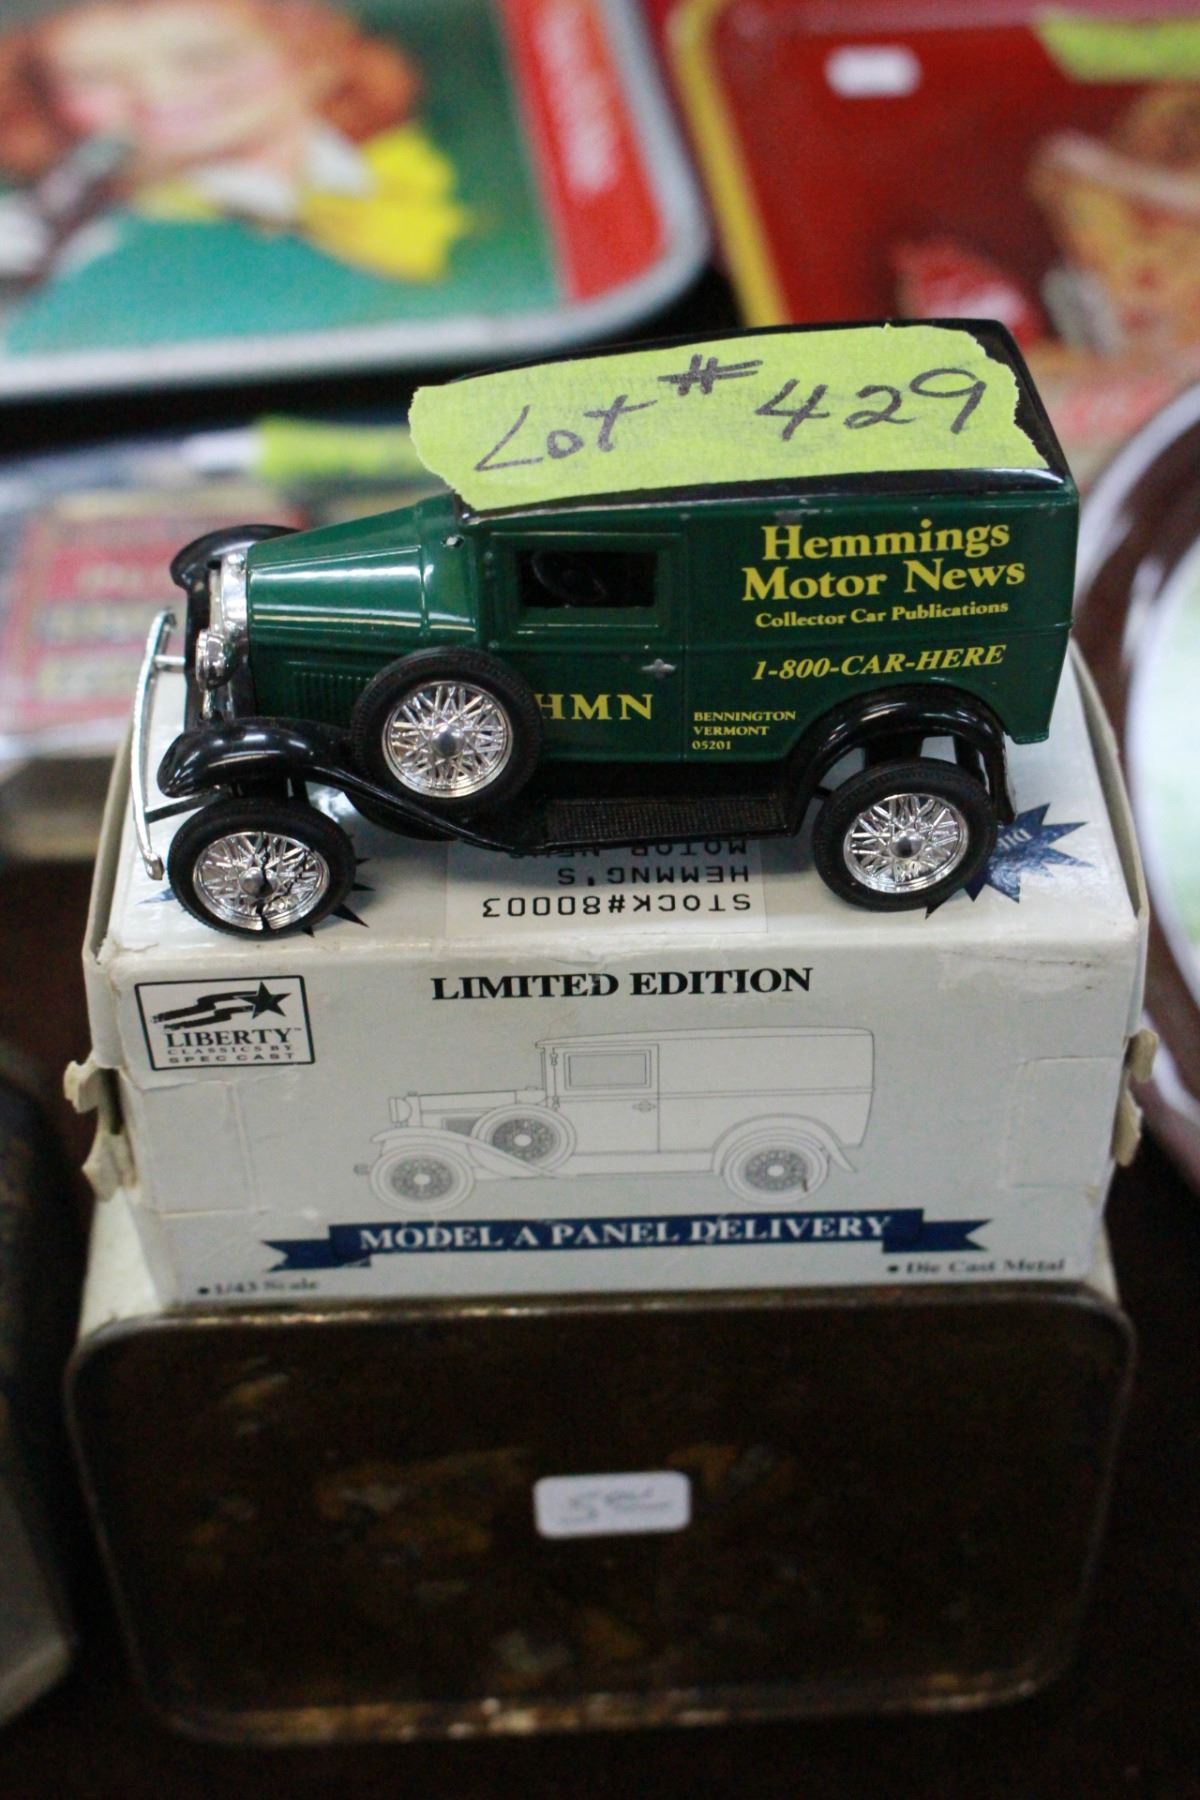 Lot # 429
Hemmings
Motor News
Collector Car Publications
1-800-CAR-HERE
HMN
BENNINGTON
VERMONT
05201
STOCK#80003
HEMMNG'S
MOTOR NEWS
LIMITED EDITION
LIBERTY™
CLASSICS BY
SPEC CAST
MODEL A PANEL DELIVERY
• 1/43 Scale
• Die Cast Metal